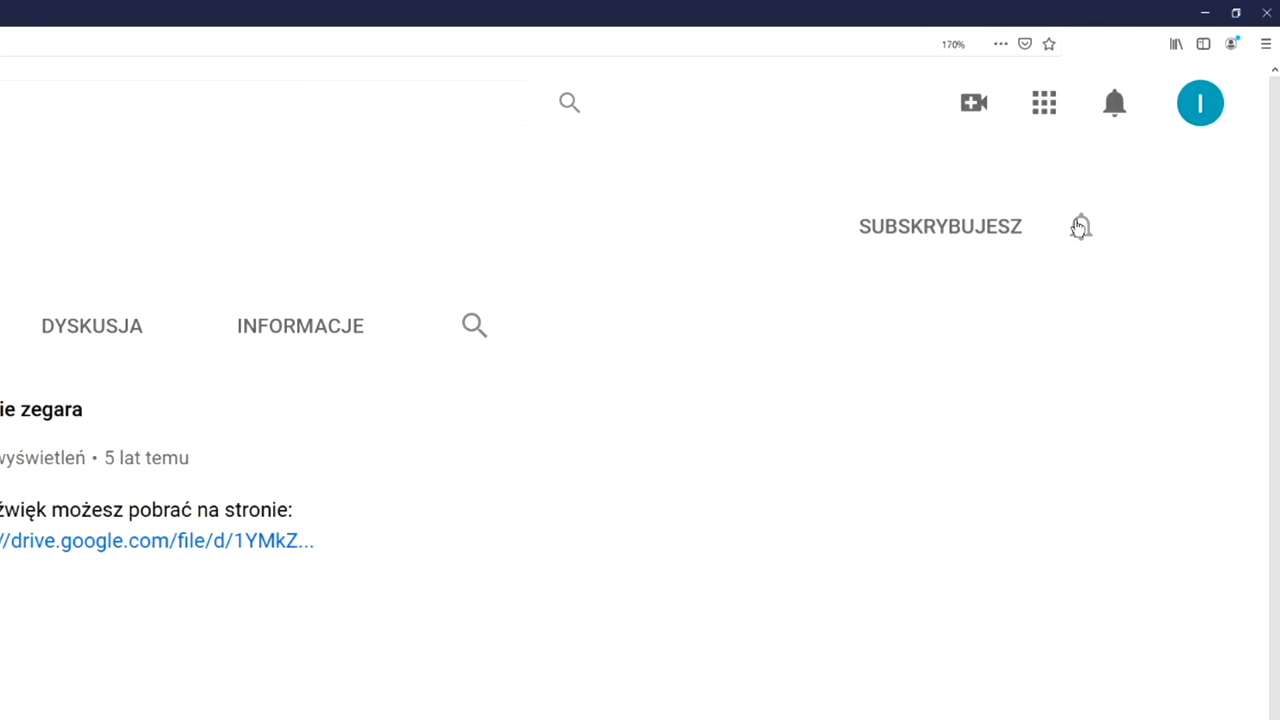 170%
I
SUBSKRYBUJESZ
DYSKUSJA INFORMACJE
ie zegara
wyświetleń • 5 lat temu
źwięk możesz pobrać na stronie:
//drive.google.com/file/d/1YMkZ...